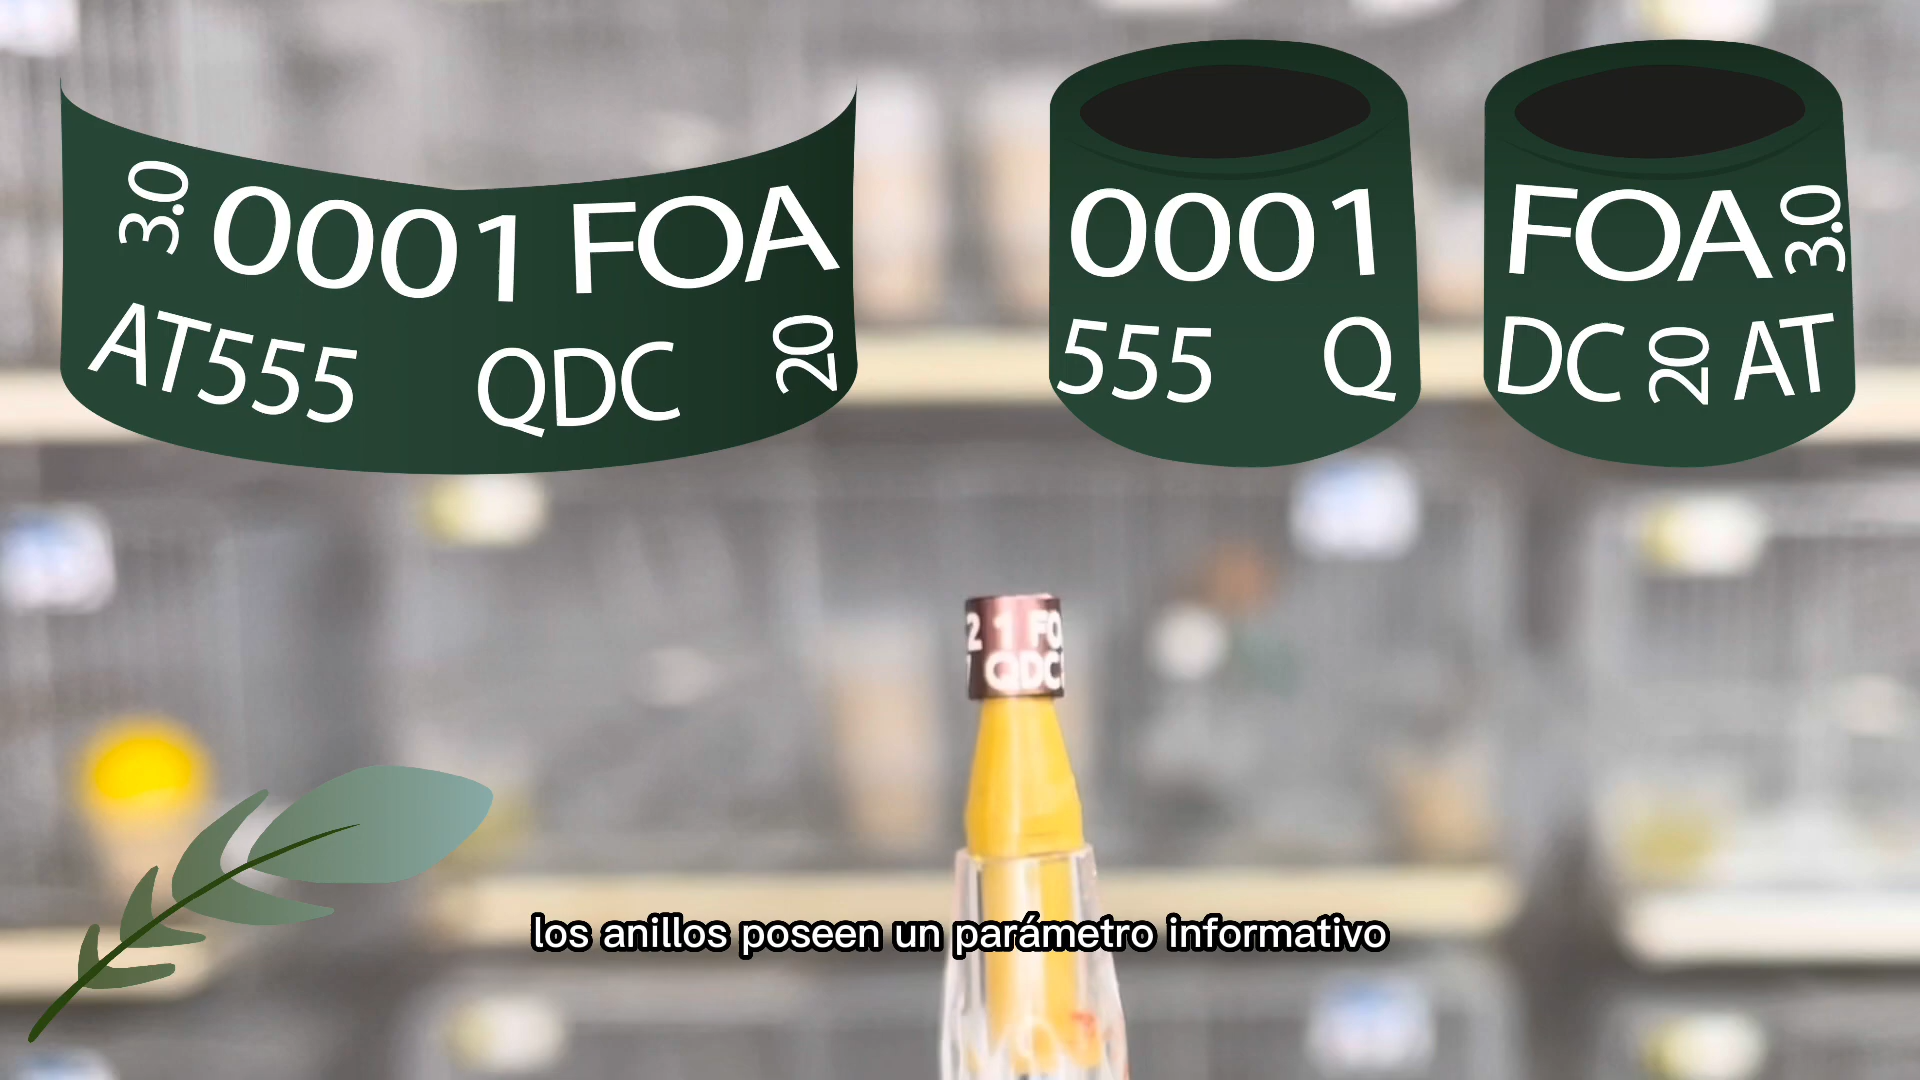 3.0 0001 FOA
AT555 QDC 20
0001
555 Q
FOA 3.0
DC 20 AT
2 1 FO
QDC
los anillos poseen un parámetro informativo